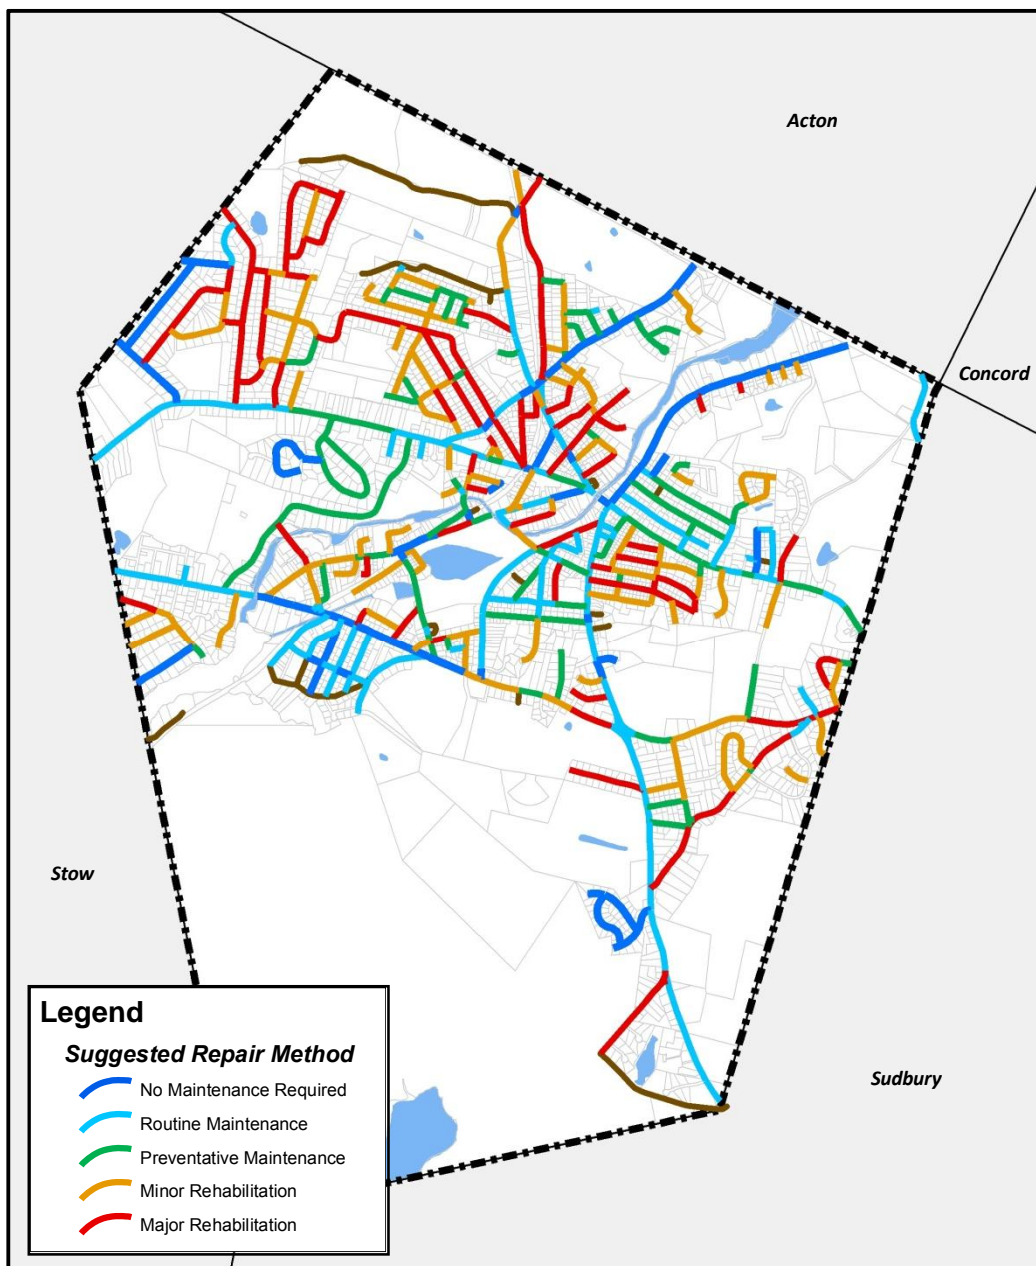 Acton
Concord
Stow
Sudbury
Legend
Suggested Repair Method
No Maintenance Required
Routine Maintenance
Preventative Maintenance
Minor Rehabilitation
Major Rehabilitation